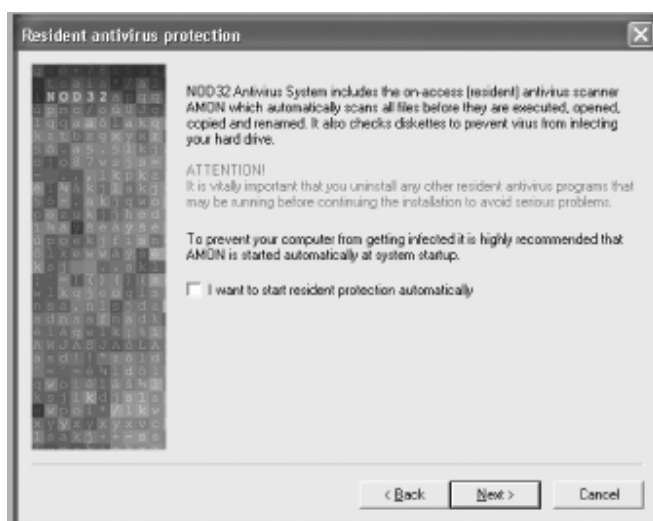 Resident antivirus protection
NOD32
NOD32 Antivirus System includes the on-access (resident) antivirus scanner
AMON which automatically scans all files before they are executed, opened,
copied and renamed. It also checks diskettes to prevent virus from infecting
your hard drive.
ATTENTION!
It is vitally important that you uninstall any other resident antivirus programs that
may be running before continuing the installation to avoid serious problems.
To prevent your computer from getting infected it is highly recommended that
AMON is started automatically at system startup.
I want to start resident protection automatically
< Back Next > Cancel